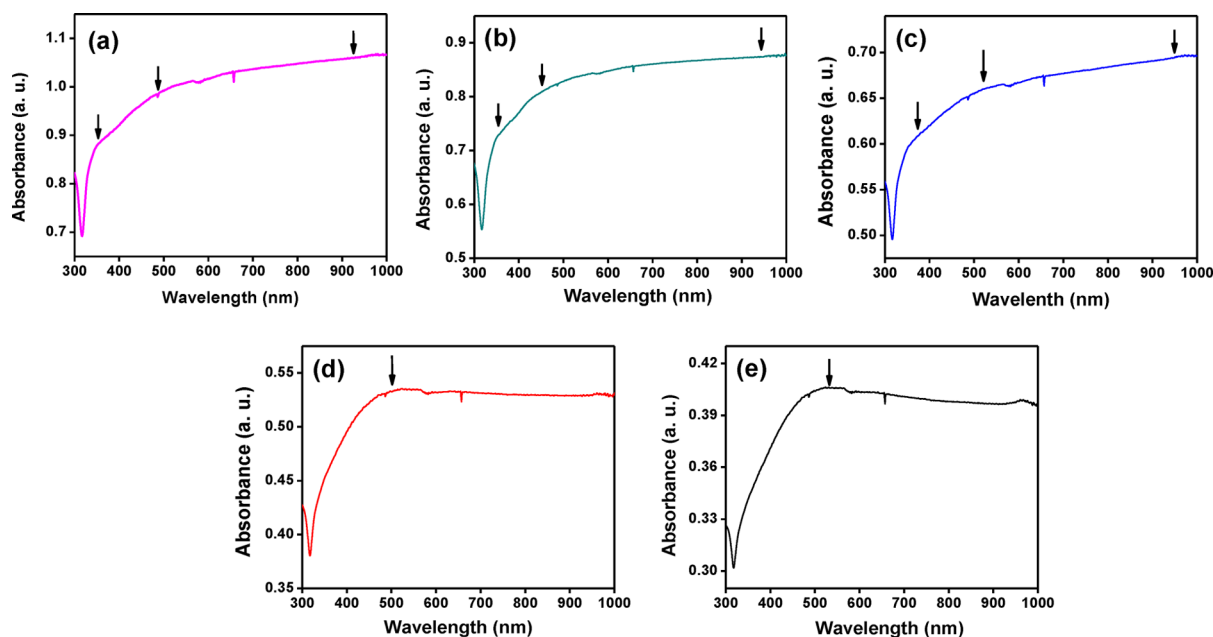 (a)
Absorbance (a. u.)
1.1
1.0
0.9
0.8
0.7
300 400 500 600 700 800 900 1000
Wavelength (nm)
(b)
Absorbance (a. u.)
0.9
0.8
0.7
0.6
0.5
300 400 500 600 700 800 900 1000
Wavelength (nm)
(c)
Absorbance (a. u.)
0.70
0.65
0.60
0.55
0.50
300 400 500 600 700 800 900 1000
Wavelenth (nm)
(d)
Absorbance (a. u.)
0.55
0.50
0.45
0.40
0.35
300 400 500 600 700 800 900 1000
Wavelength (nm)
(e)
Absorbance (a. u.)
0.42
0.39
0.36
0.33
0.30
300 400 500 600 700 800 900 1000
Wavelength (nm)